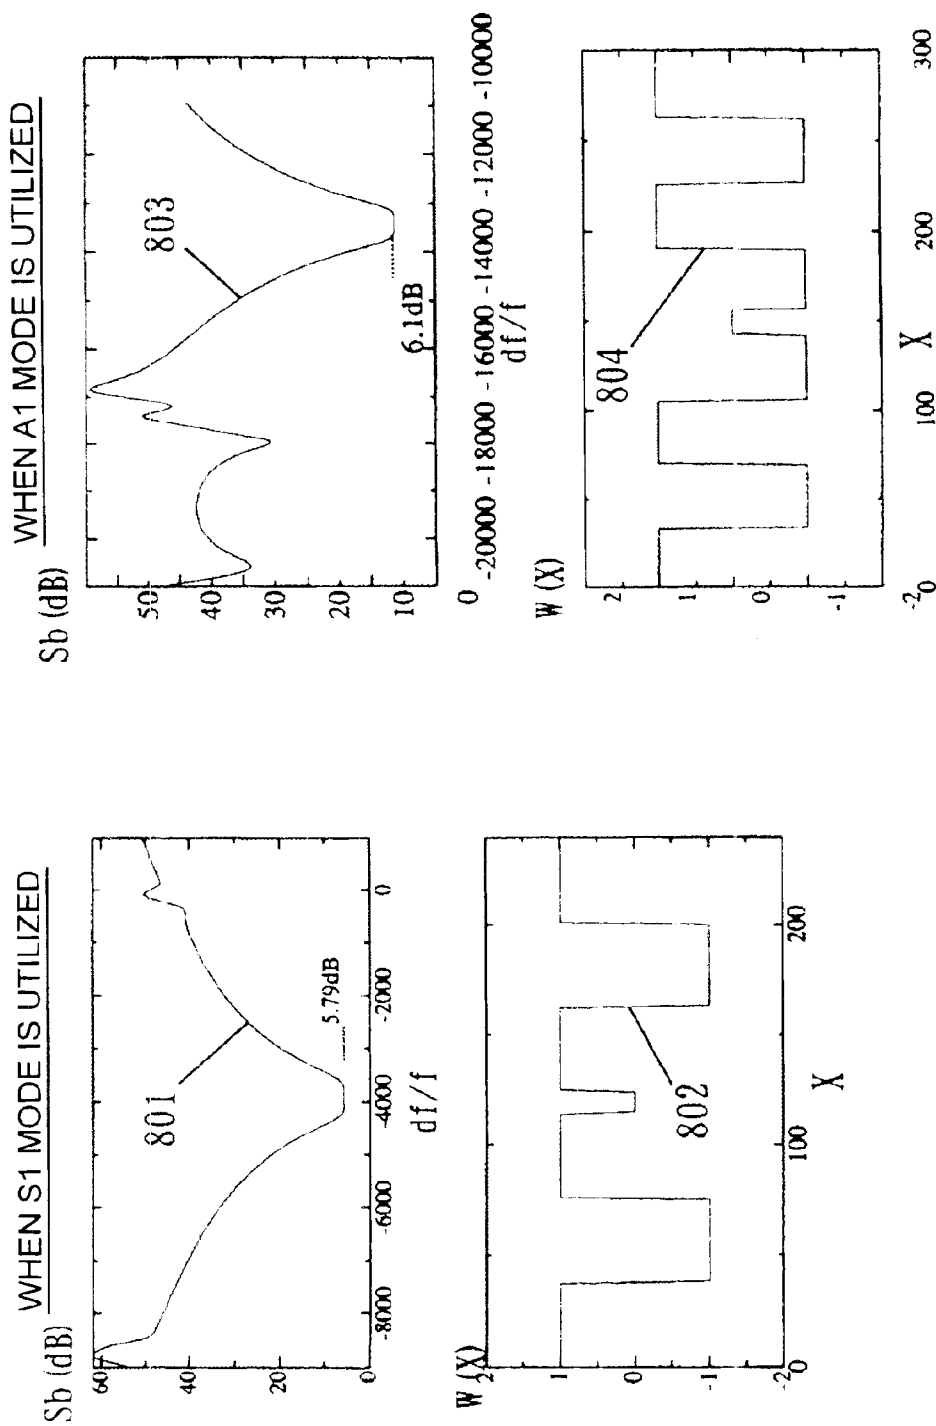 WHEN S1 MODE IS UTILIZED
Sb (dB)
60
40
20
0
801
5.79dB
-8000 -6000 -4000 -2000 0
df/f
W (X)
2
1
0
-1
-2
802
0 100 200
X
WHEN A1 MODE IS UTILIZED
Sb (dB)
50
40
30
20
10
0
803
6.1dB
-20000 -18000 -16000 -14000 -12000 -10000
df/f
W (X)
2
1
0
-1
-2
804
0 100 200 300
X